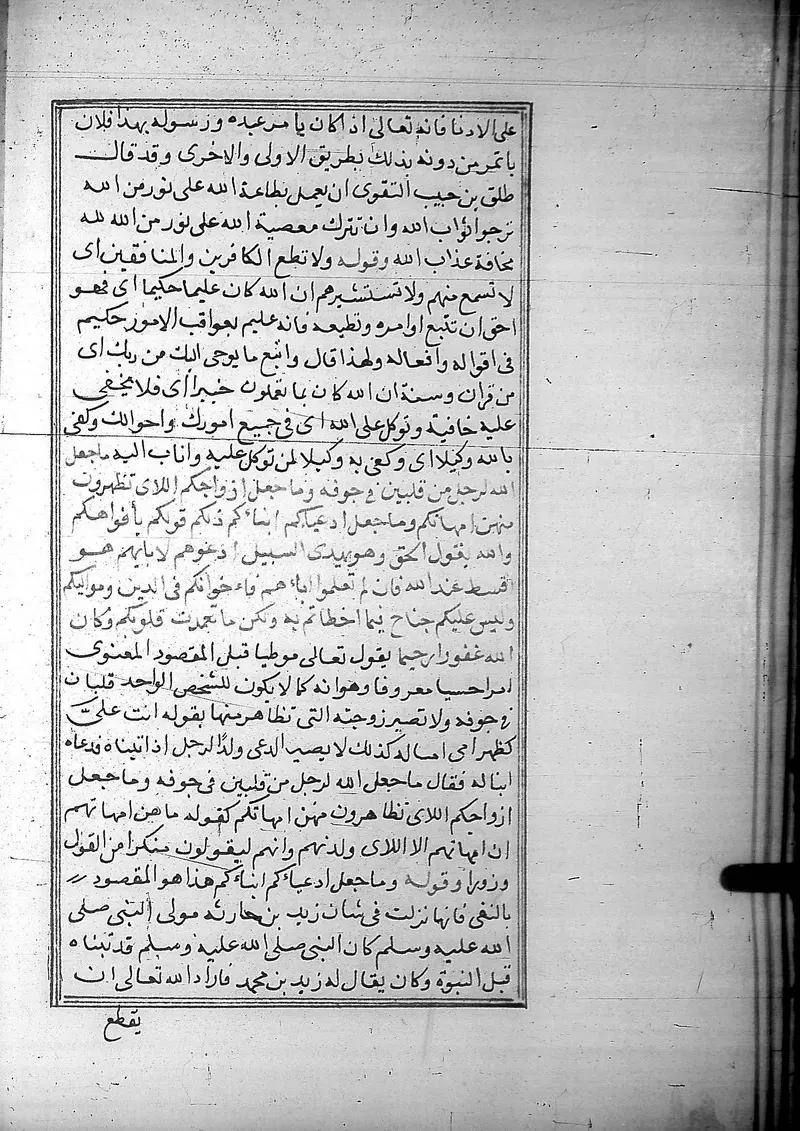 على الادنا فانه تعالى اذا كان يامر عبده ورسوله بهذا فلان
ياتمر من دونه بذلك بطريق الاولى والاخرى وقد قال
طلق بن حبيب التقوى ان يعمل بطاعة الله على نور من الله
ترجوا ثواب الله وان تترك معصية الله على نور من الله لله
مخافة عذاب الله وقوله ولا تطع الكافرين والمنافقين اى
لا تسمع منهم ولا تستشيرهم ان الله كان عليما حكيما اى فهو
احق ان تتبع اوامره وتطيعه فانه عليم بعواقب الامور حكيم
فى اقواله وافعاله ولهذا قال واتبع ما يوحى اليك من ربك اى
من قران وسنة ان الله كان بما تعملون خبيرا اى فلا يخفى
عليه خافية وتوكل على الله اى فى جميع امورك واحوالك وكفى
بالله وكيلا اى وكفى به وكيلا لمن توكل عليه واناب اليه ما جعل
الله لرجل من قلبين فى جوفه وما جعل ازواجكم اللاى تظهرون
منهن امهاتكم وما جعل ادعياكم ابناءكم ذلكم قولكم بافواهكم
والله يقول الحق وهو يهدى السبيل ادعوهم لابايهم هو
اقسط عند الله فان لم تعلموا اباءهم فاخوانكم فى الدين ومواليكم
وليس عليكم جناح فيما اخطاتم به ولكن ما تعمدت قلوبكم وكان
الله غفورا رحيما يقول تعالى موطيا قبل المقصود المعنوى
امرا حسيا معروفا وهو انه كما لا يكون للشخص الواحد قلبان
فى جوفه ولا تصير زوجته التى تظاهر منها بقوله انت على
كظهر امى اماله كذلك لا يصير الدعى ولدا لرجل اذا تبناه فدعاه
ابنا له فقال ما جعل الله لرجل من قلبين فى جوفه وما جعل
ازواجكم اللاى تظاهرون منهن امهاتكم كقوله ما هن امهاتهم
ان امهاتهم الا اللاى ولدنهم وانهم ليقولون منكرا من القول
وزورا وقوله وما جعل ادعياءكم ابناءكم هذا هو المقصود
بالنفى فانها نزلت فى شان زيد بن حارثه مولى النبى صلى
الله عليه وسلم كان النبى صلى الله عليه وسلم قد تبناه
قبل النبوة وكان يقال له زيد بن محمد فاراد الله تعالى ان
يقطع